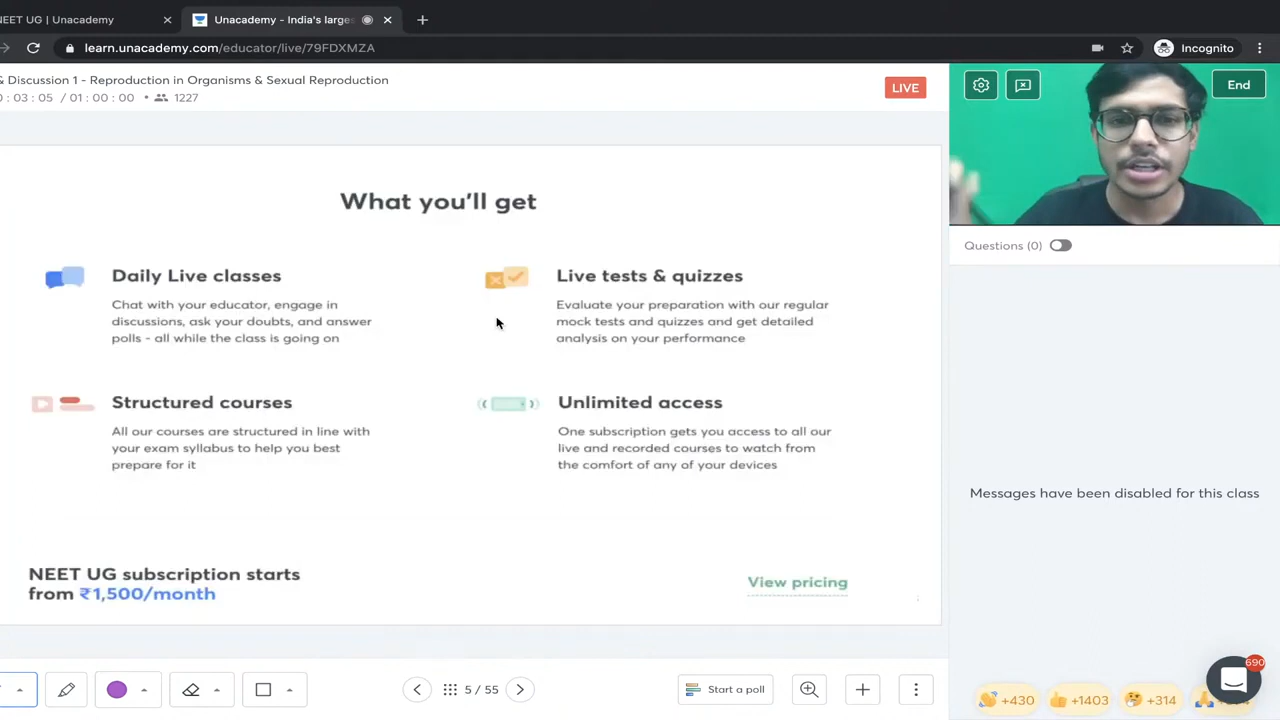 NEET UG | Unacademy
Unacademy - India's larges
learn.unacademy.com/educator/live/79FDXMZA
Incognito
& Discussion 1 - Reproduction in Organisms & Sexual Reproduction
0 : 03 : 05 / 01 : 00 : 00 • 1227
LIVE
End
Questions (0)
What you'll get
Daily Live classes
Chat with your educator, engage in
discussions, ask your doubts, and answer
polls - all while the class is going on
Live tests & quizzes
Evaluate your preparation with our regular
mock tests and quizzes and get detailed
analysis on your performance
Structured courses
All our courses are structured in line with
your exam syllabus to help you best
prepare for it
Unlimited access
One subscription gets you access to all our
live and recorded courses to watch from
the comfort of any of your devices
Messages have been disabled for this class
NEET UG subscription starts
from ₹1,500/month
View pricing
5 / 55
Start a poll
690
+430
+1403
+314